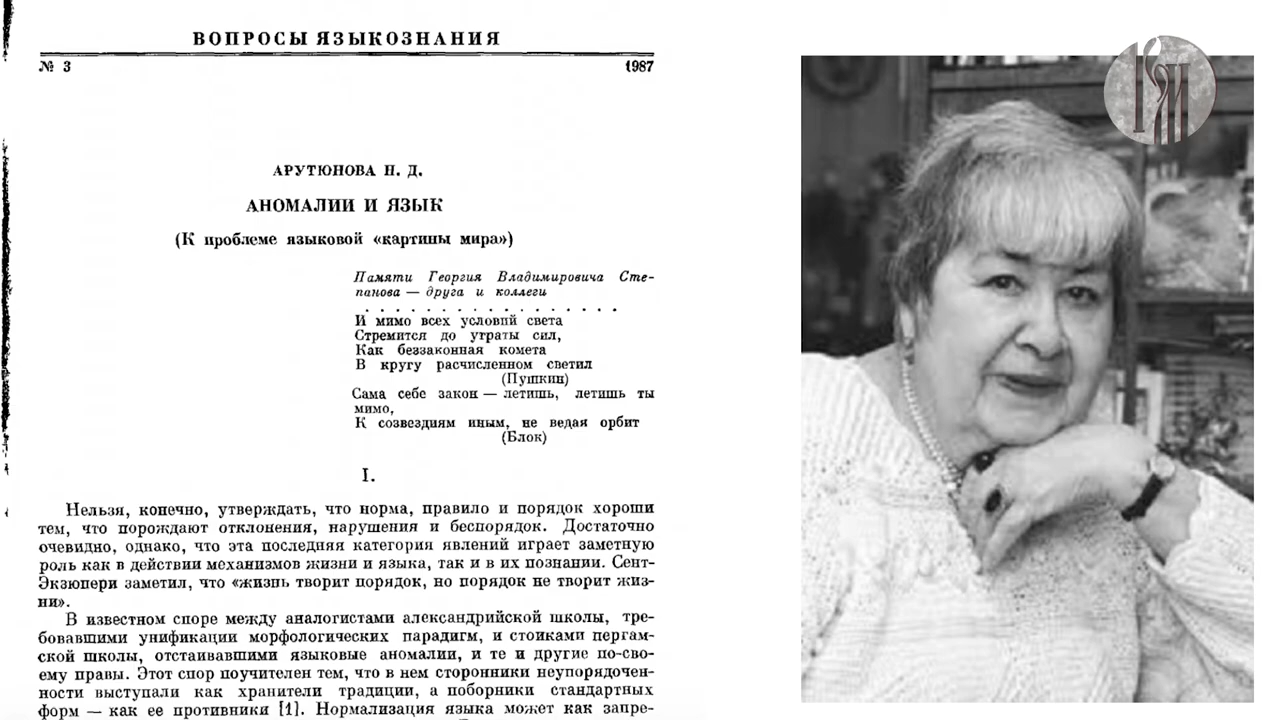 ВОПРОСЫ ЯЗЫКОЗНАНИЯ
№ 3 1987
АРУТЮНОВА Н. Д.
АНОМАЛИИ И ЯЗЫК
(К проблеме языковой «картины мира»)
Памяти Георгия Владимировича Сте-
панова — друга и коллеги
. . . . . . . . . . . . . . . . . .
И мимо всех условий света
Стремится до утраты сил,
Как беззаконная комета
В кругу расчисленном светил
(Пушкин)
Сама себе закон — летишь, летишь ты
мимо,
К созвездиям иным, не ведая орбит
(Блок)
I.
Нельзя, конечно, утверждать, что норма, правило и порядок хороши
тем, что порождают отклонения, нарушения и беспорядок. Достаточно
очевидно, однако, что эта последняя категория явлений играет заметную
роль как в действии механизмов жизни и языка, так и в их познании. Сент-
Экзюпери заметил, что «жизнь творит порядок, но порядок не творит жиз-
ни».
В известном споре между аналогистами александрийской школы, тре-
бовавшими унификации морфологических парадигм, и стоиками пергам-
ской школы, отстаивавшими языковые аномалии, и те и другие по-сво-
ему правы. Этот спор поучителен тем, что в нем сторонники неупорядочен-
ности выступали как хранители традиции, а поборники стандартных
форм — как ее противники [1]. Нормализация языка может как запре-